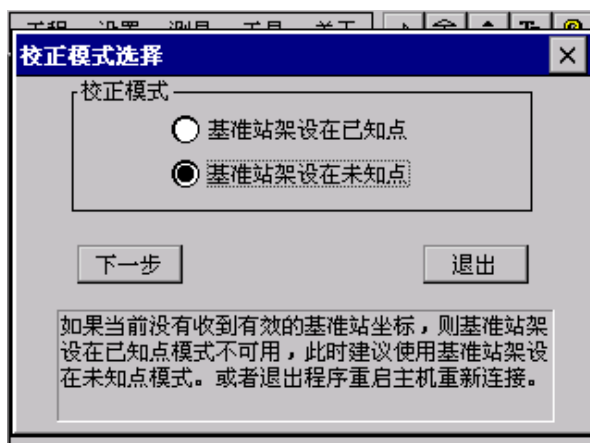 校正模式选择
校正模式
基准站架设在已知点
基准站架设在未知点
下一步
退出
如果当前没有收到有效的基准站坐标，则基准站架
设在已知点模式不可用，此时建议使用基准站架设
在未知点模式。或者退出程序重启主机重新连接。